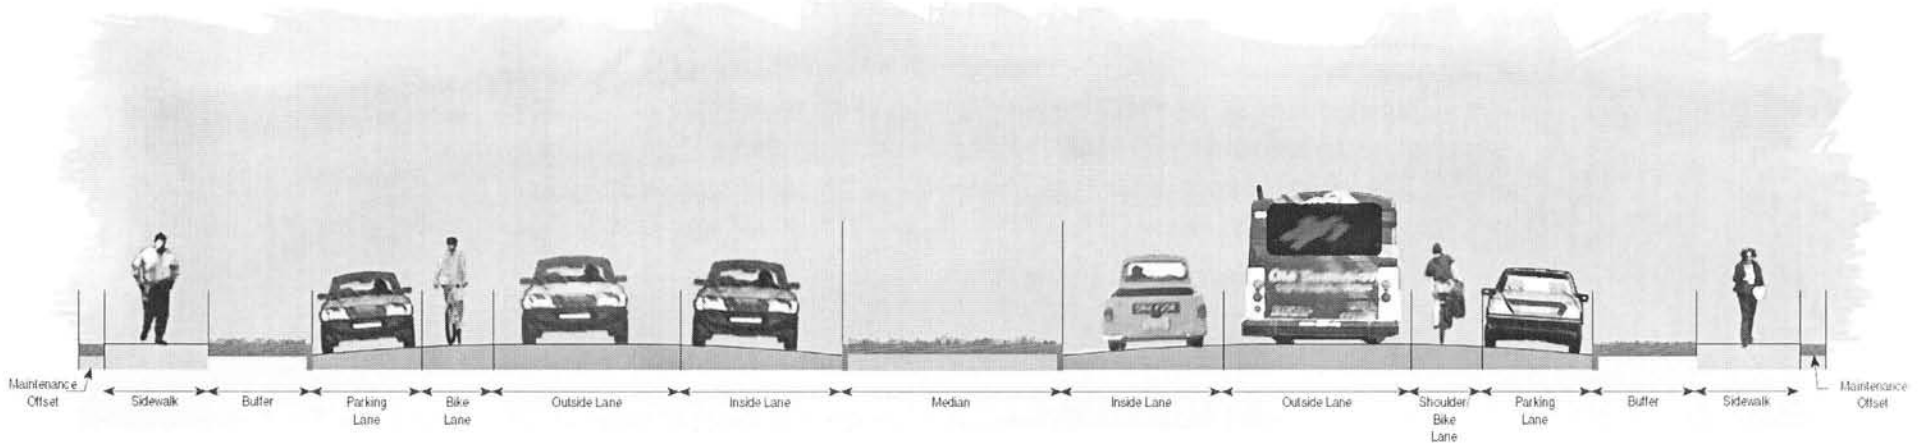 Maintenance
Offset
Sidewalk
Buffer
Parking
Lane
Bike
Lane
Outside Lane
Inside Lane
Median
Inside Lane
Outside Lane
Shoulder/
Bike
Lane
Parking
Lane
Buffer
Sidewalk
Maintenance
Offset